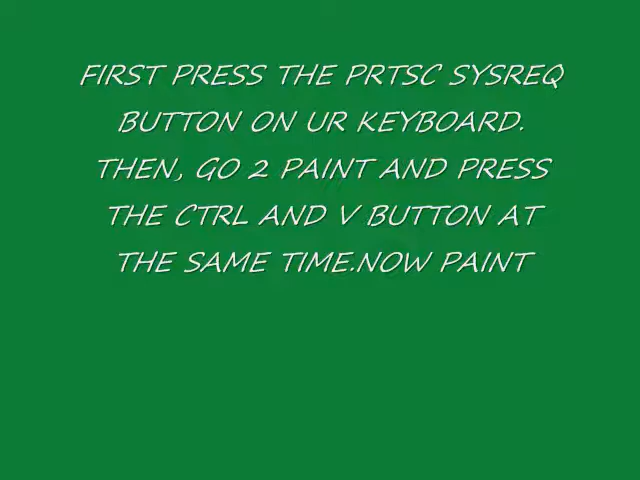 FIRST PRESS THE PRTSC SYSREQ
BUTTON ON UR KEYBOARD.
THEN, GO 2 PAINT AND PRESS
THE CTRL AND V BUTTON AT
THE SAME TIME.NOW PAINT